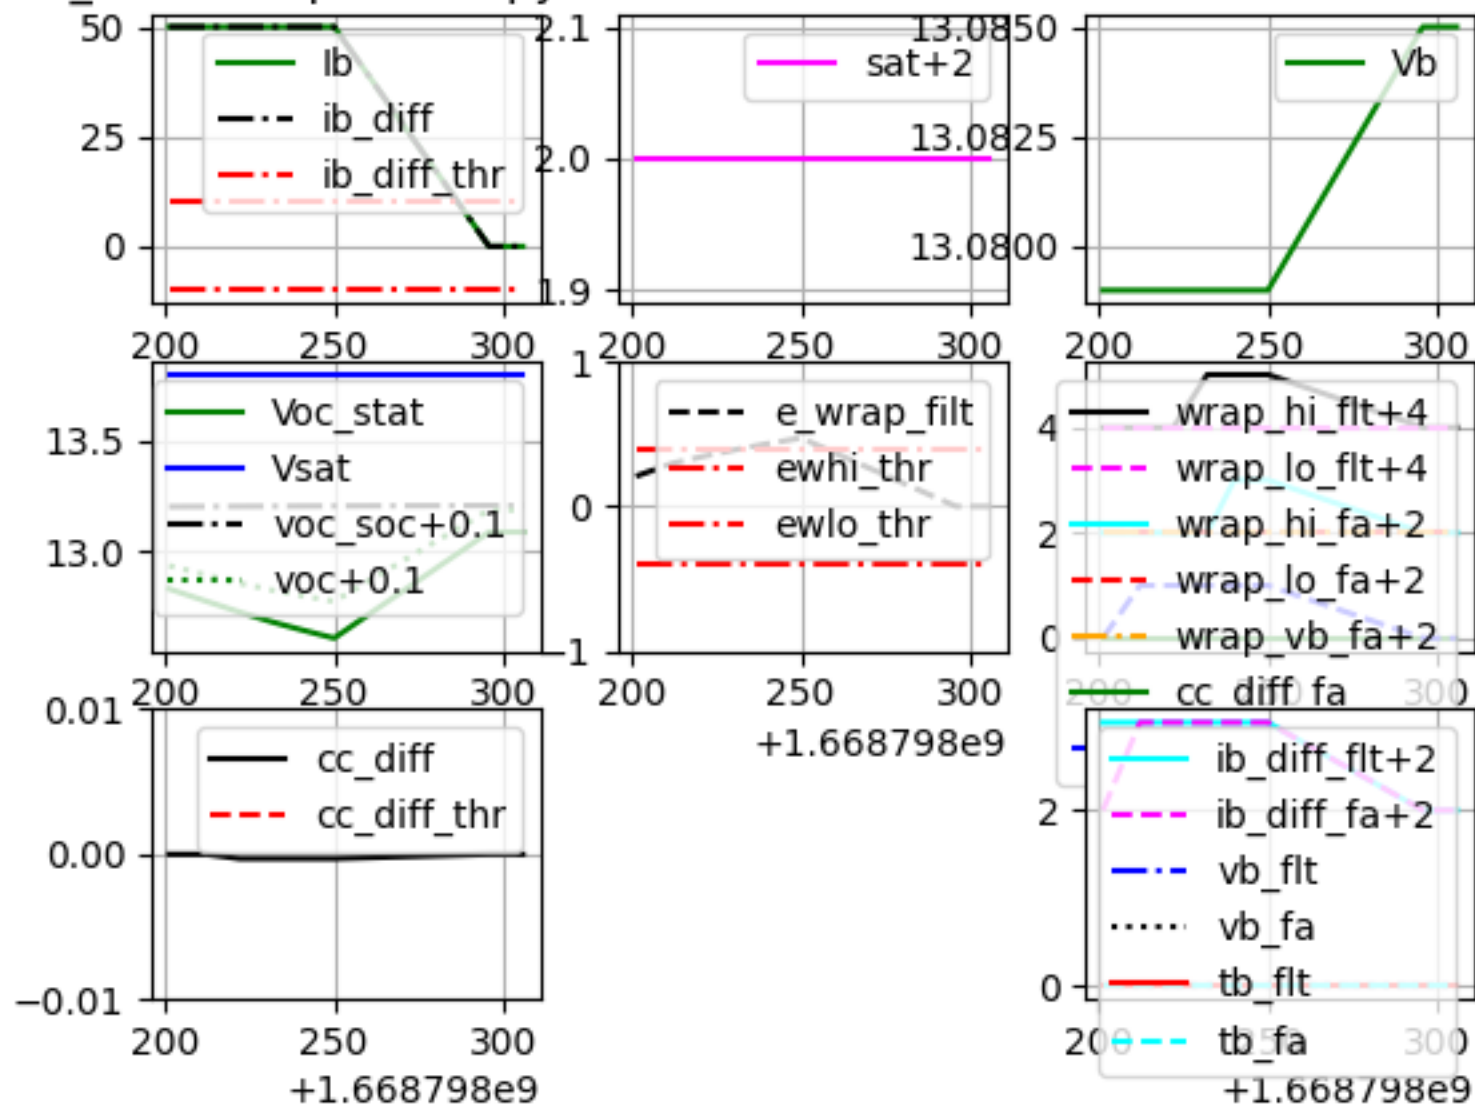 50
25
0
Ib
ib_diff
ib_diff_thr
200 250 300
2.1
2.0
1.9
sat+2
200 250 300
13.0850
13.0825
13.0800
Vb
200 250 300
13.5
13.0
Voc_stat
Vsat
voc_soc+0.1
voc+0.1
200 250 300
1
0
−1
e_wrap_filt
ewhi_thr
ewlo_thr
200 250 300
+1.668798e9
4
2
0
wrap_hi_flt+4
wrap_lo_flt+4
wrap_hi_fa+2
wrap_lo_fa+2
wrap_vb_fa+2
cc_diff_fa
200 300
0.01
0.00
−0.01
cc_diff
cc_diff_thr
200 250 300
+1.668798e9
2
0
ib_diff_flt+2
ib_diff_fa+2
vb_flt
vb_fa
tb_flt
tb_fa
200 250 300
+1.668798e9